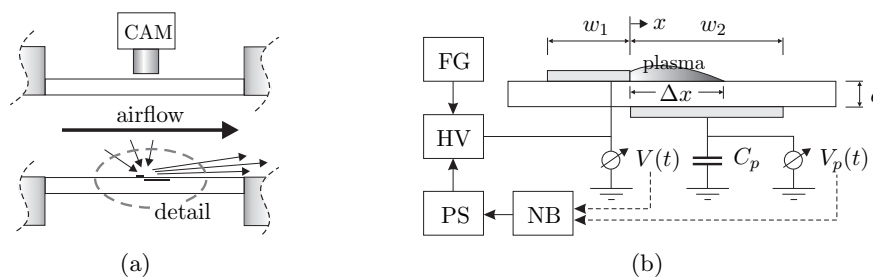 CAM
airflow
detail
(a)
w1
x
w2
FG
plasma
Δx
HV
V(t)
Cp
Vp(t)
PS
NB
(b)